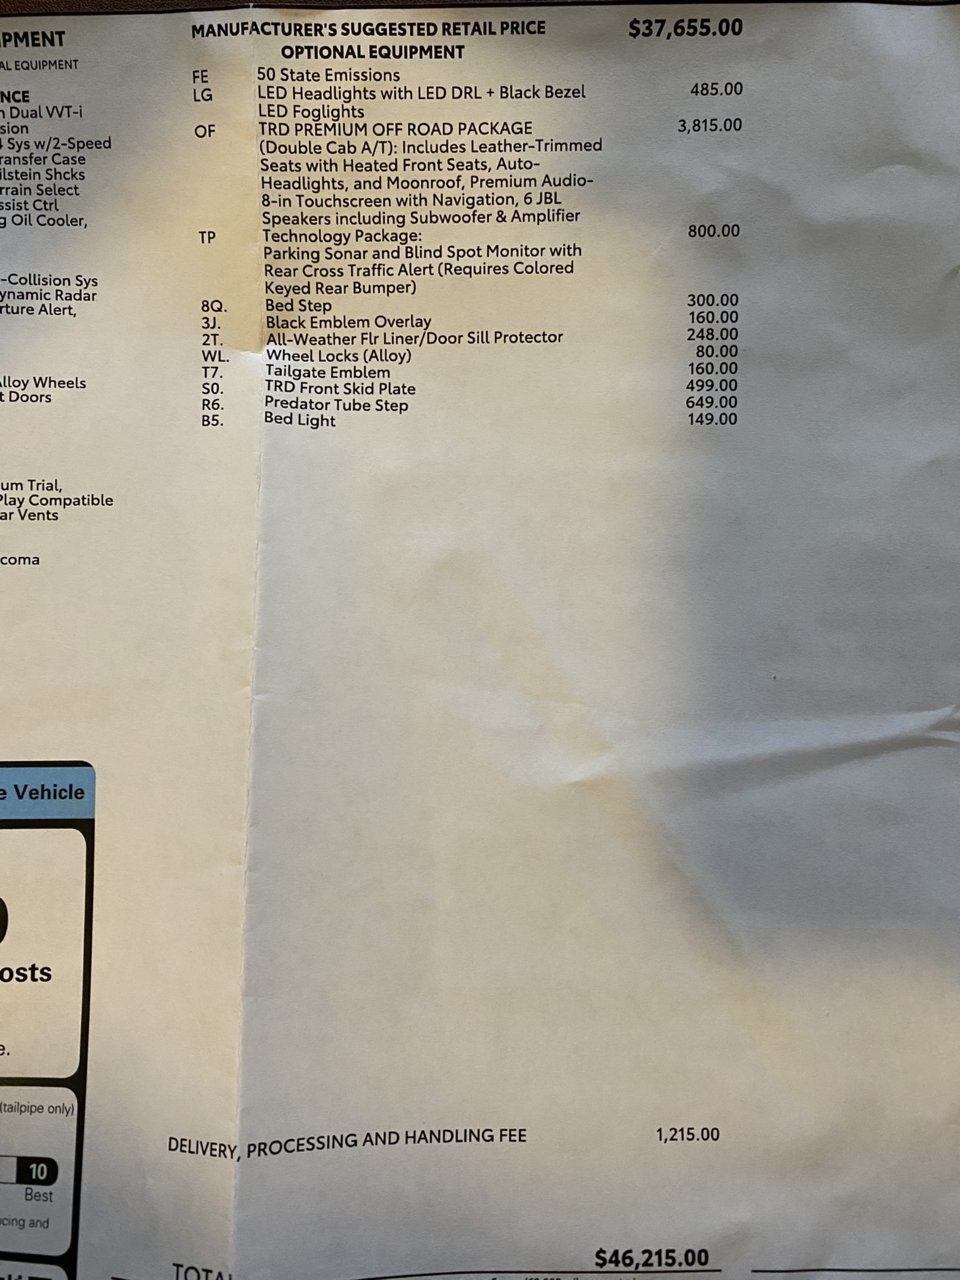 PMENT
AL EQUIPMENT
NCE
n Dual VVT-i
sion
4 Sys w/2-Speed
ransfer Case
ilstein Shcks
rrain Select
ssist Ctrl
g Oil Cooler,
-Collision Sys
ynamic Radar
rture Alert,
lloy Wheels
t Doors
um Trial,
Play Compatible
ar Vents
coma
e Vehicle
osts
e.
(tailpipe only)
10
Best
cing and
MANUFACTURER'S SUGGESTED RETAIL PRICE $37,655.00
OPTIONAL EQUIPMENT
FE 50 State Emissions
LG LED Headlights with LED DRL + Black Bezel 485.00
LED Foglights
OF TRD PREMIUM OFF ROAD PACKAGE 3,815.00
(Double Cab A/T): Includes Leather-Trimmed
Seats with Heated Front Seats, Auto-
Headlights, and Moonroof, Premium Audio-
8-in Touchscreen with Navigation, 6 JBL
Speakers including Subwoofer & Amplifier
TP Technology Package: 800.00
Parking Sonar and Blind Spot Monitor with
Rear Cross Traffic Alert (Requires Colored
Keyed Rear Bumper)
8Q. Bed Step 300.00
3J. Black Emblem Overlay 160.00
2T. All-Weather Flr Liner/Door Sill Protector 248.00
WL. Wheel Locks (Alloy) 80.00
T7. Tailgate Emblem 160.00
S0. TRD Front Skid Plate 499.00
R6. Predator Tube Step 649.00
B5. Bed Light 149.00
DELIVERY, PROCESSING AND HANDLING FEE 1,215.00
TOTAL $46,215.00